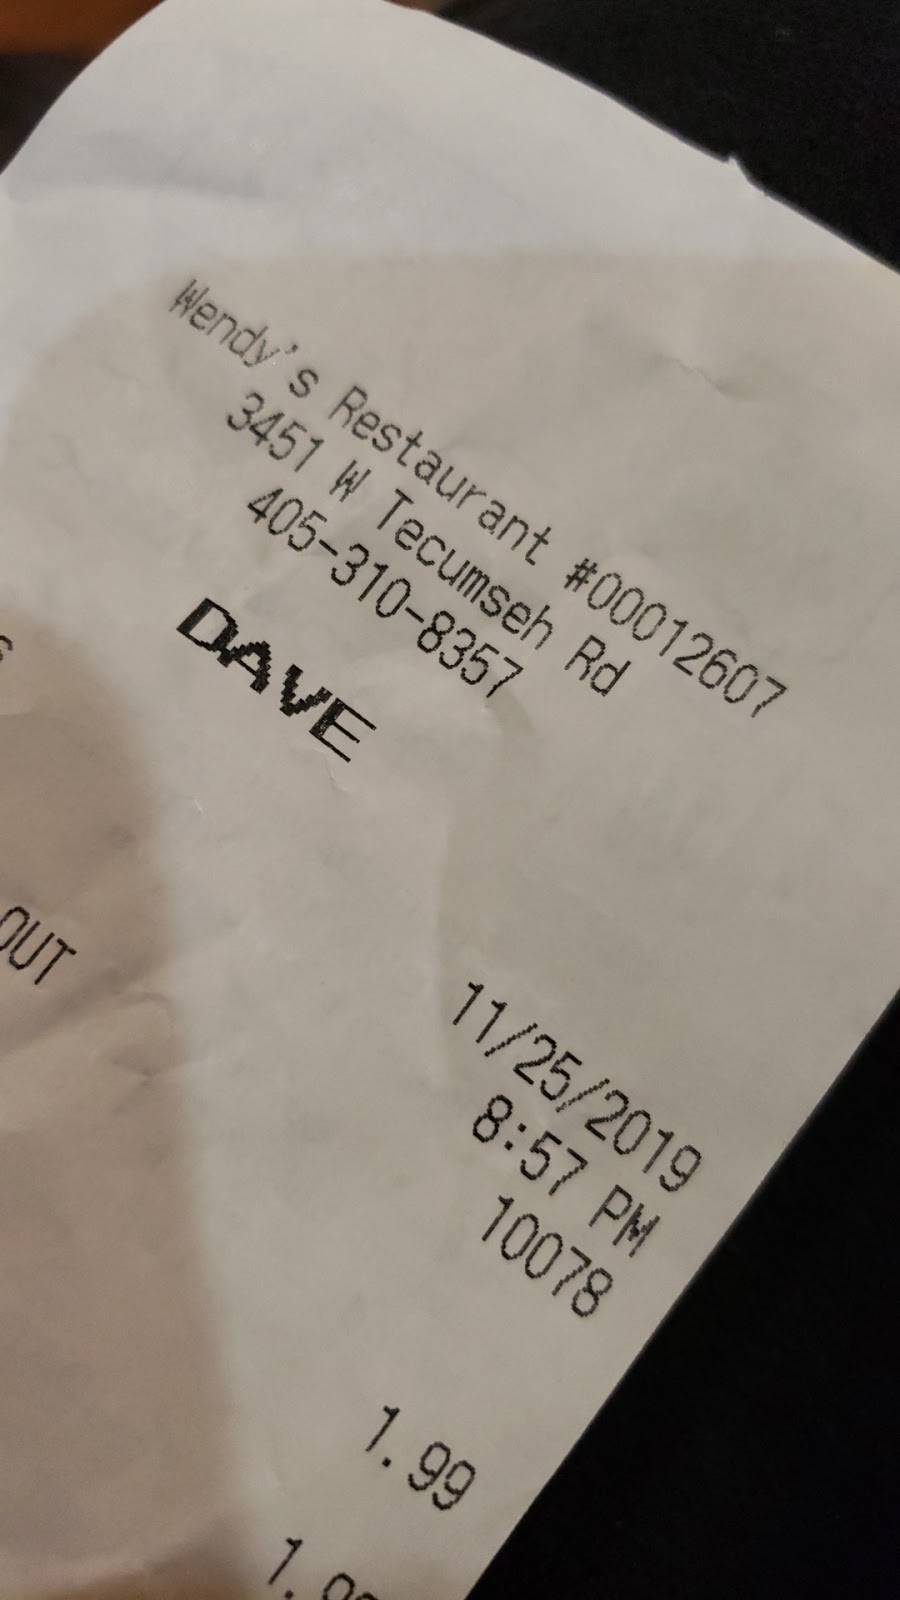 Wendy's Restaurant #00012607
3451 W Tecumseh Rd
405-310-8357
DAVE
OUT
11/25/2019
8:57 PM
10078
1.99